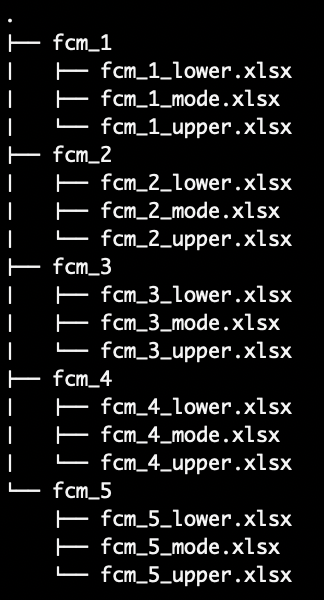 .
├── fcm_1
│   ├── fcm_1_lower.xlsx
│   ├── fcm_1_mode.xlsx
│   └── fcm_1_upper.xlsx
├── fcm_2
│   ├── fcm_2_lower.xlsx
│   ├── fcm_2_mode.xlsx
│   └── fcm_2_upper.xlsx
├── fcm_3
│   ├── fcm_3_lower.xlsx
│   ├── fcm_3_mode.xlsx
│   └── fcm_3_upper.xlsx
├── fcm_4
│   ├── fcm_4_lower.xlsx
│   ├── fcm_4_mode.xlsx
│   └── fcm_4_upper.xlsx
└── fcm_5
    ├── fcm_5_lower.xlsx
    ├── fcm_5_mode.xlsx
    └── fcm_5_upper.xlsx